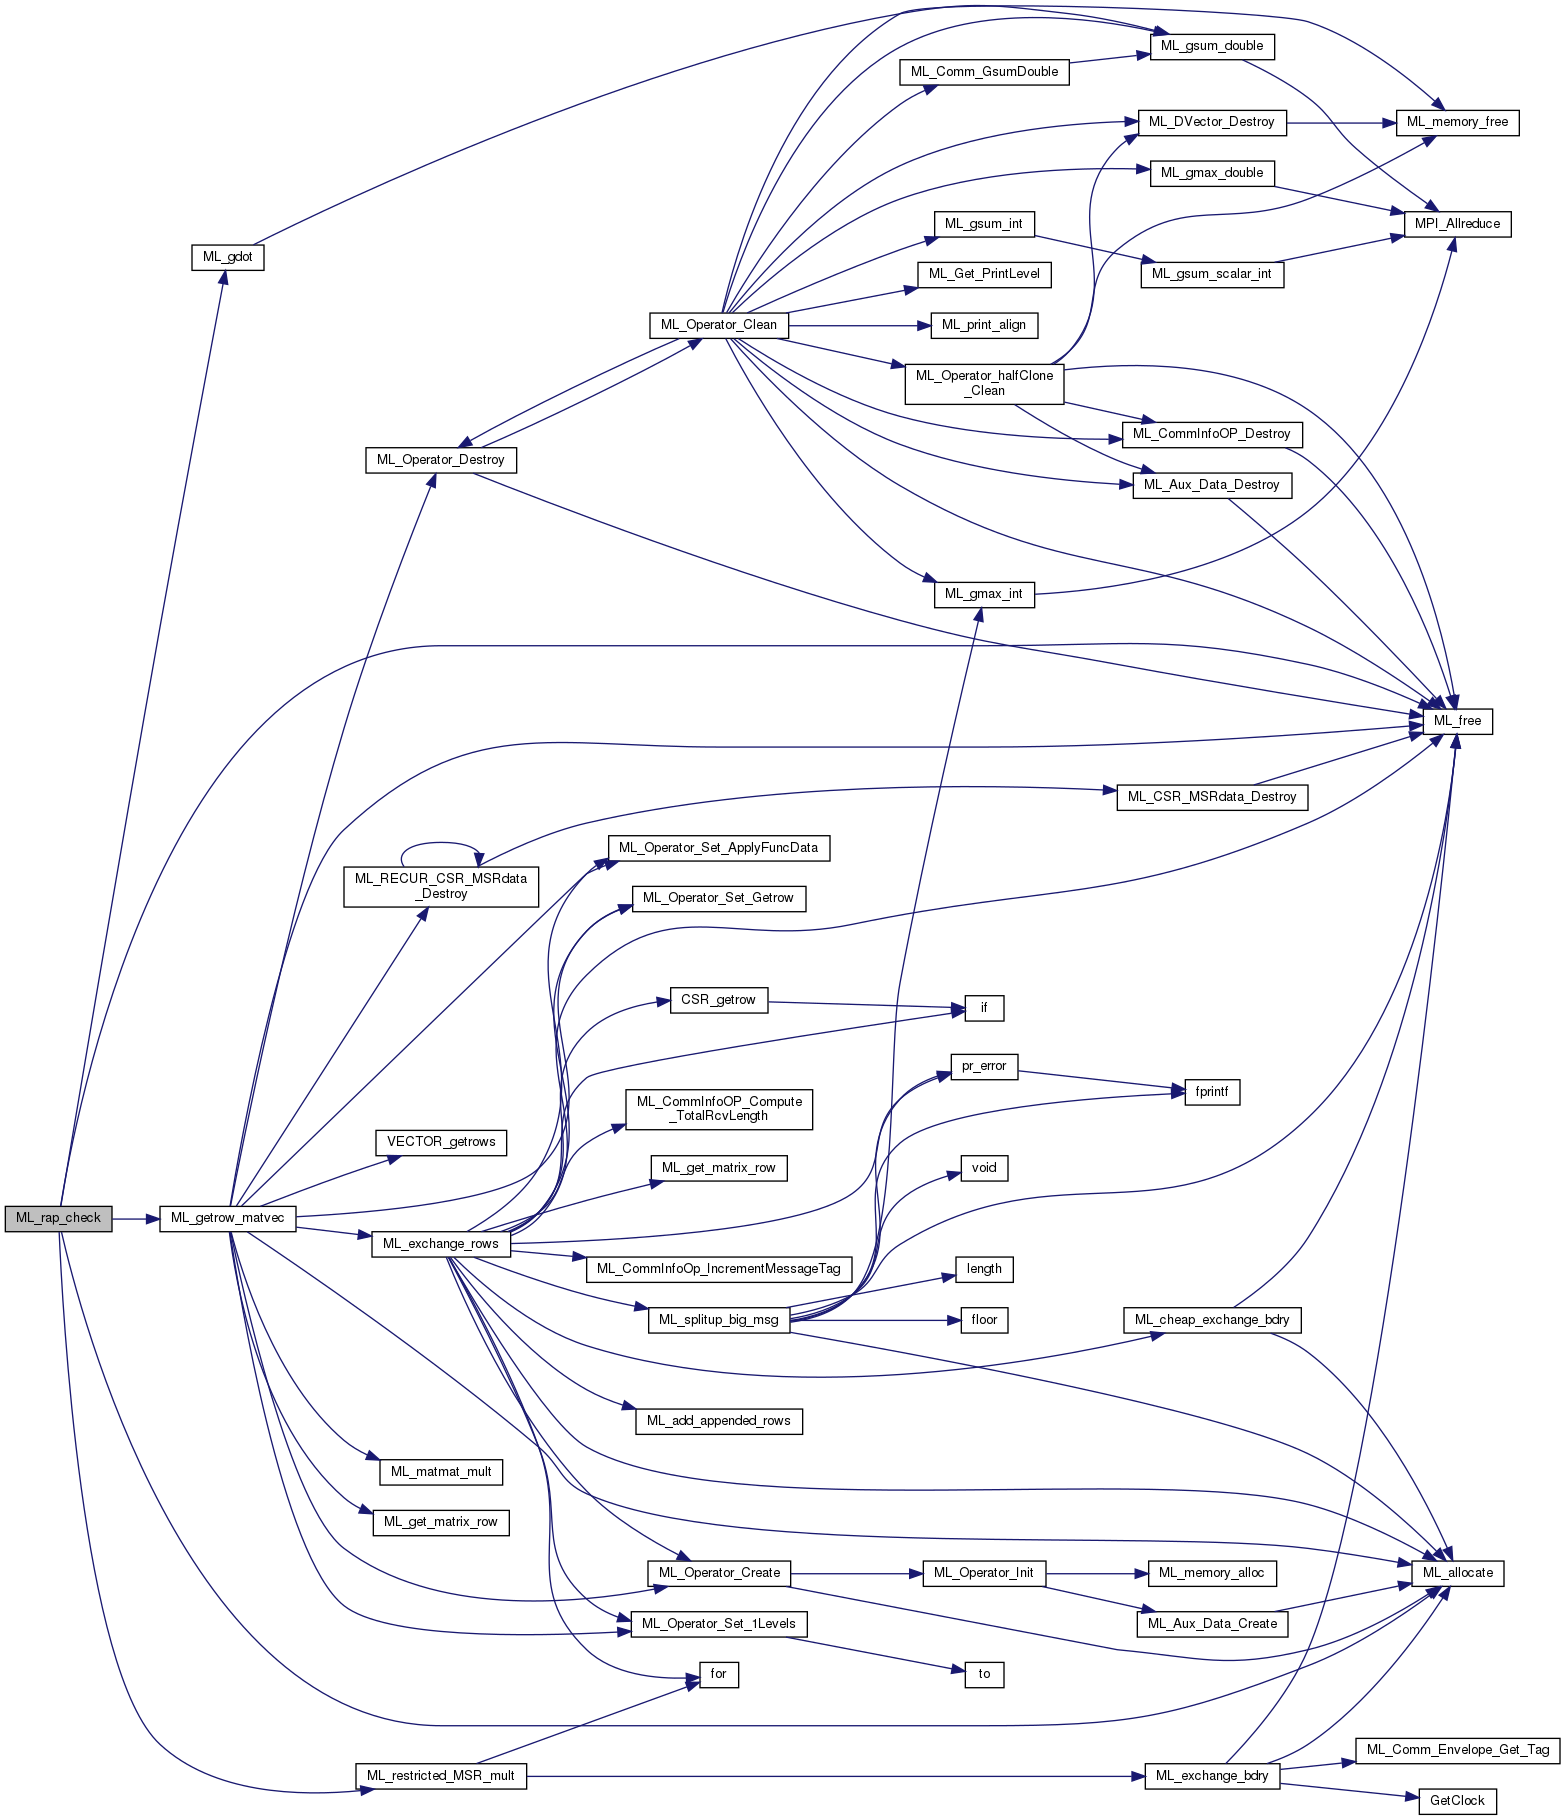 ML_gsum_double
ML_Comm_GsumDouble
ML_DVector_Destroy
ML_memory_free
ML_gmax_double
ML_gsum_int
MPI_Allreduce
ML_gdot
ML_Get_PrintLevel
ML_gsum_scalar_int
ML_Operator_Clean
ML_print_align
ML_Operator_halfClone
_Clean
ML_CommInfoOP_Destroy
ML_Operator_Destroy
ML_Aux_Data_Destroy
ML_gmax_int
ML_free
ML_CSR_MSRdata_Destroy
ML_Operator_Set_ApplyFuncData
ML_RECUR_CSR_MSRdata
_Destroy
ML_Operator_Set_Getrow
CSR_getrow
if
pr_error
fprintf
ML_CommInfoOP_Compute
_TotalRcvLength
VECTOR_getrows
ML_get_matrix_row
void
ML_rap_check
ML_getrow_matvec
ML_exchange_rows
ML_CommInfoOp_IncrementMessageTag
length
ML_splitup_big_msg
floor
ML_cheap_exchange_bdry
ML_add_appended_rows
ML_matmat_mult
ML_get_matrix_row
ML_Operator_Create
ML_Operator_Init
ML_memory_alloc
ML_allocate
ML_Operator_Set_1Levels
ML_Aux_Data_Create
for
to
ML_Comm_Envelope_Get_Tag
ML_restricted_MSR_mult
ML_exchange_bdry
GetClock